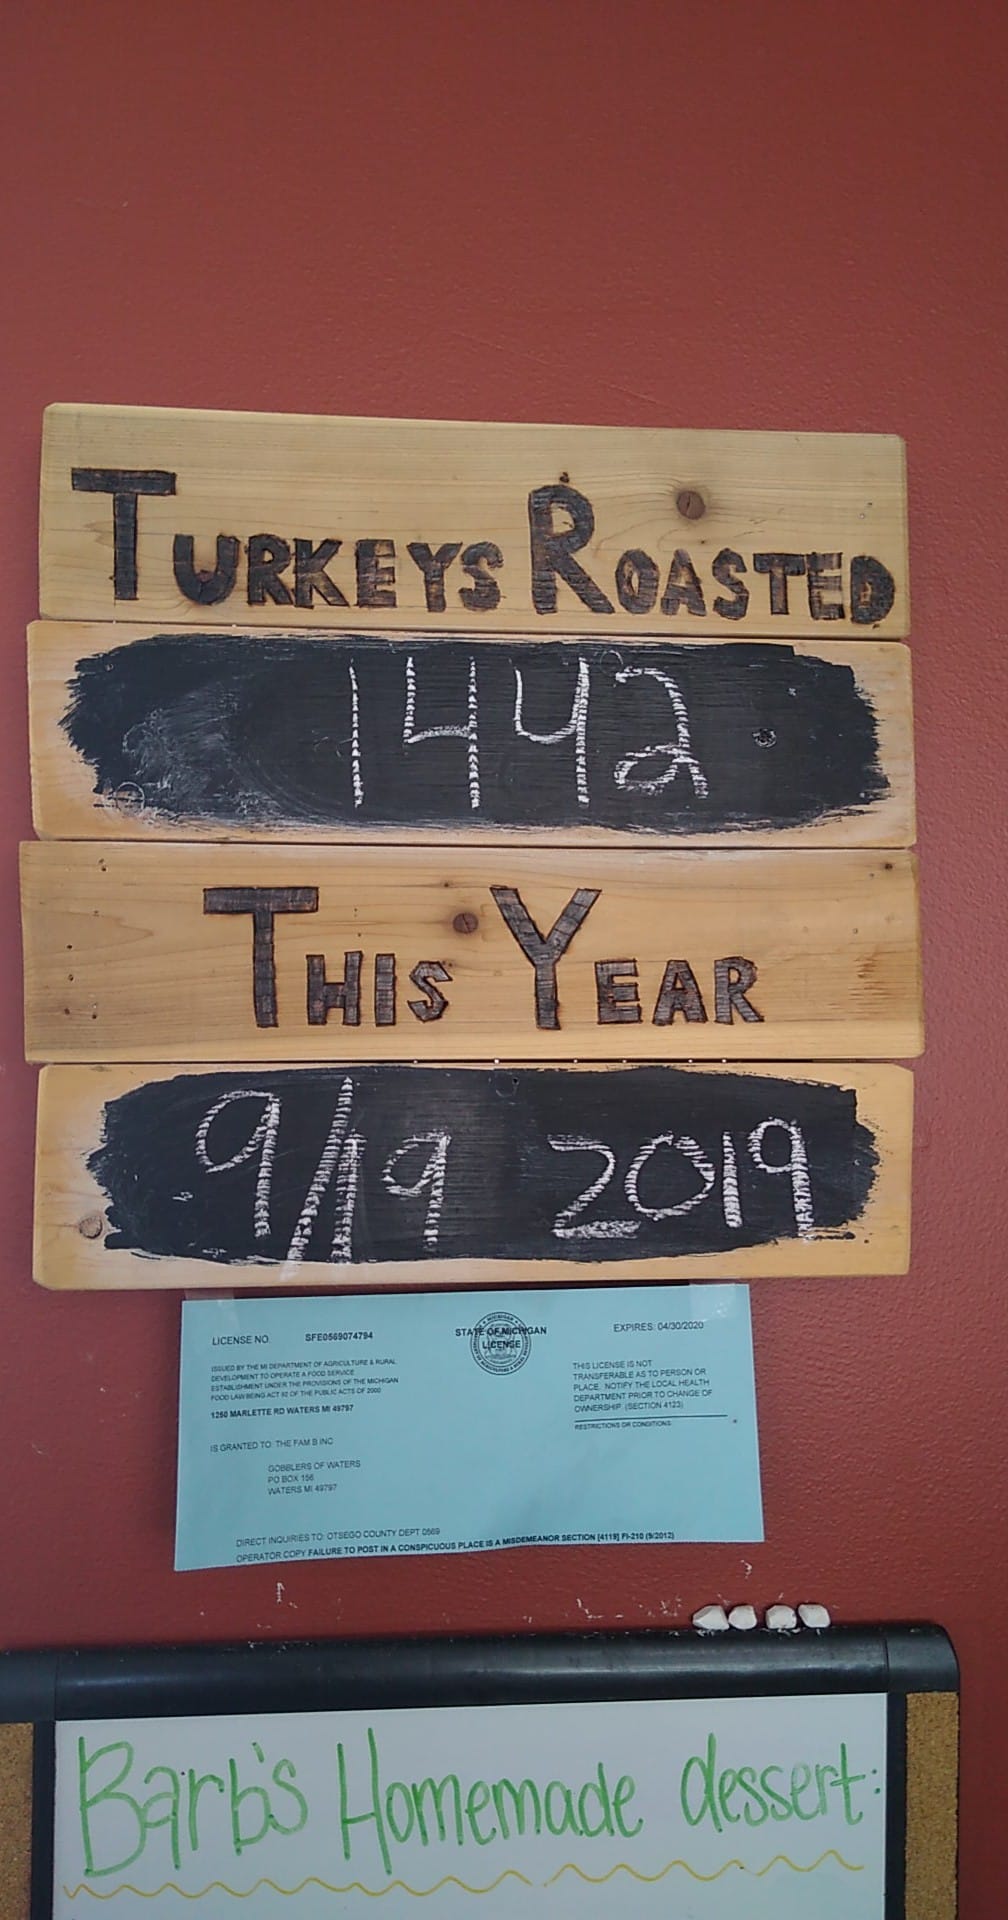 TURKEYS ROASTED
1442
THIS YEAR
9/19 2019
LICENSE NO. SFE0569074794
STATE OF MICHIGAN
LICENSE
EXPIRES: 04/30/2020
ISSUED BY THE MI DEPARTMENT OF AGRICULTURE & RURAL
DEVELOPMENT TO OPERATE A FOOD SERVICE
ESTABLISHMENT UNDER THE PROVISIONS OF THE MICHIGAN
FOOD LAW BEING ACT 92 OF THE PUBLIC ACTS OF 2000
1250 MARLETTE RD WATERS MI 49797
THIS LICENSE IS NOT
TRANSFERABLE AS TO PERSON OR
PLACE. NOTIFY THE LOCAL HEALTH
DEPARTMENT PRIOR TO CHANGE OF
OWNERSHIP. (SECTION 4123)
RESTRICTIONS OR CONDITIONS:
IS GRANTED TO: THE FAM B INC
GOBBLERS OF WATERS
PO BOX 156
WATERS MI 49797
DIRECT INQUIRIES TO: OTSEGO COUNTY DEPT 0569
OPERATOR COPY FAILURE TO POST IN A CONSPICUOUS PLACE IS A MISDEMEANOR SECTION [4119] FI-210 (9/2012)
Barb's Homemade dessert: